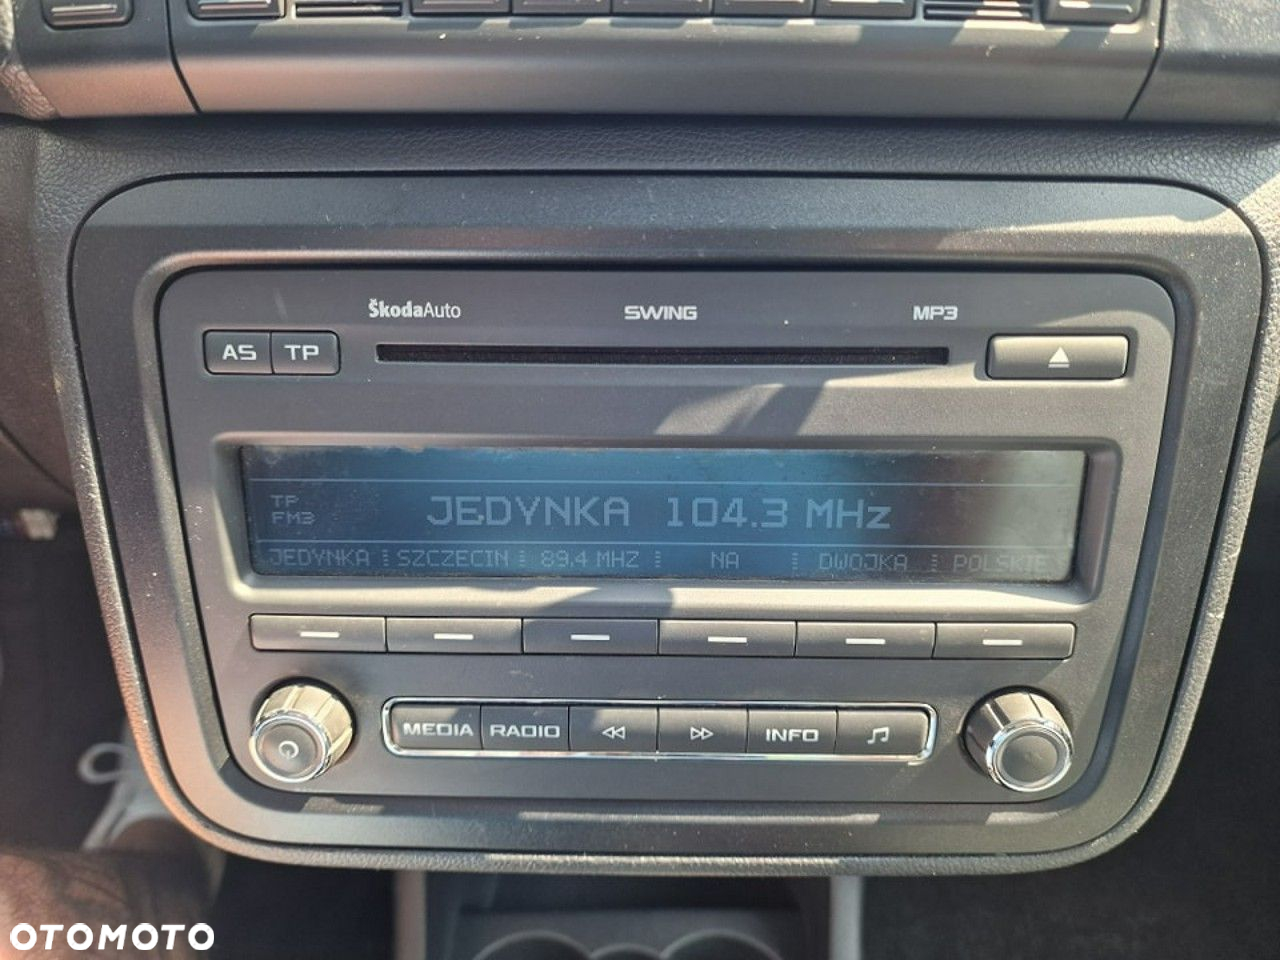 ŠkodaAuto SWING MP3
AS TP
TP
FM3
JEDYNKA 104.3 MHz
JEDYNKA SZCZECIN 89.4 MHZ NA DWOJKA POLSKIE
MEDIA RADIO INFO
OTOMOTO